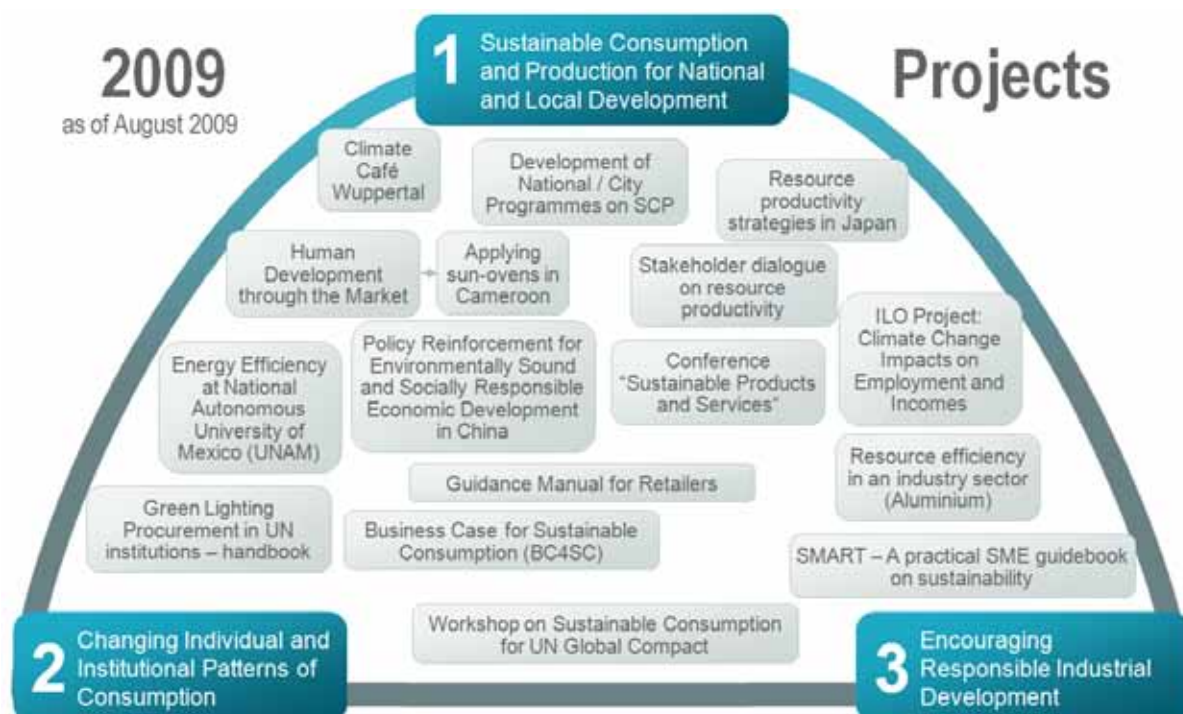 2009
as of August 2009
1
Sustainable Consumption
and Production for National
and Local Development
Projects
Climate
Café
Wuppertal
Development of
National / City
Programmes on SCP
Resource
productivity
strategies in Japan
Human
Development
through the Market
Applying
sun-ovens in
Cameroon
Stakeholder dialogue
on resource
productivity
ILO Project:
Climate Change
Impacts on
Employment and
Incomes
Energy Efficiency
at National
Autonomous
University of
Mexico (UNAM)
Policy Reinforcement for
Environmentally Sound
and Socially Responsible
Economic Development
in China
Conference
“Sustainable Products
and Services“
Resource efficiency
in an industry sector
(Aluminium)
Guidance Manual for Retailers
Green Lighting
Procurement in UN
institutions – handbook
Business Case for Sustainable
Consumption (BC4SC)
SMART – A practical SME guidebook
on sustainability
Workshop on Sustainable Consumption
for UN Global Compact
2
Changing Individual and
Institutional Patterns of
Consumption
3
Encouraging
Responsible Industrial
Development